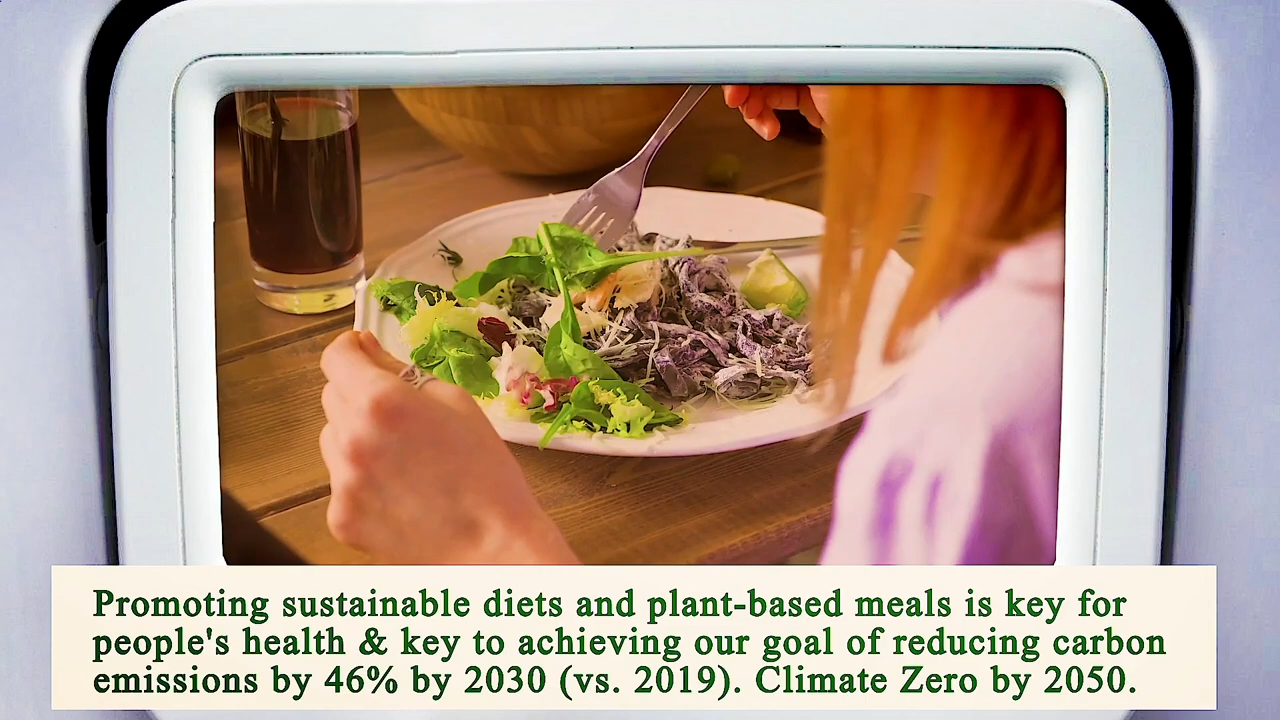 Promoting sustainable diets and plant-based meals is key for
people's health & key to achieving our goal of reducing carbon
emissions by 46% by 2030 (vs. 2019). Climate Zero by 2050.